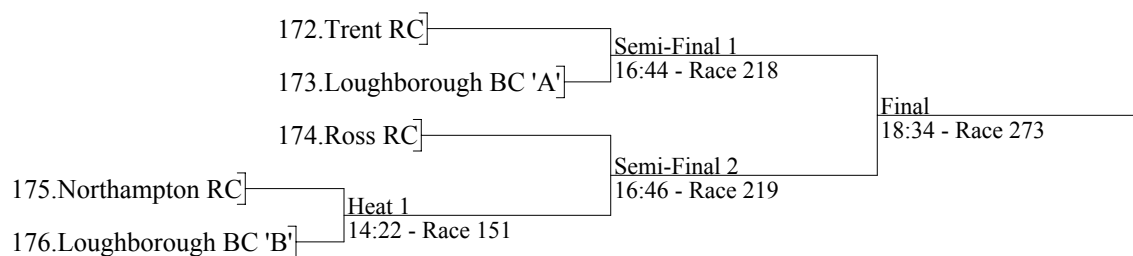 172.Trent RC
Semi-Final 1
16:44 - Race 218
173.Loughborough BC 'A'
Final
18:34 - Race 273
174.Ross RC
Semi-Final 2
16:46 - Race 219
175.Northampton RC
Heat 1
14:22 - Race 151
176.Loughborough BC 'B'